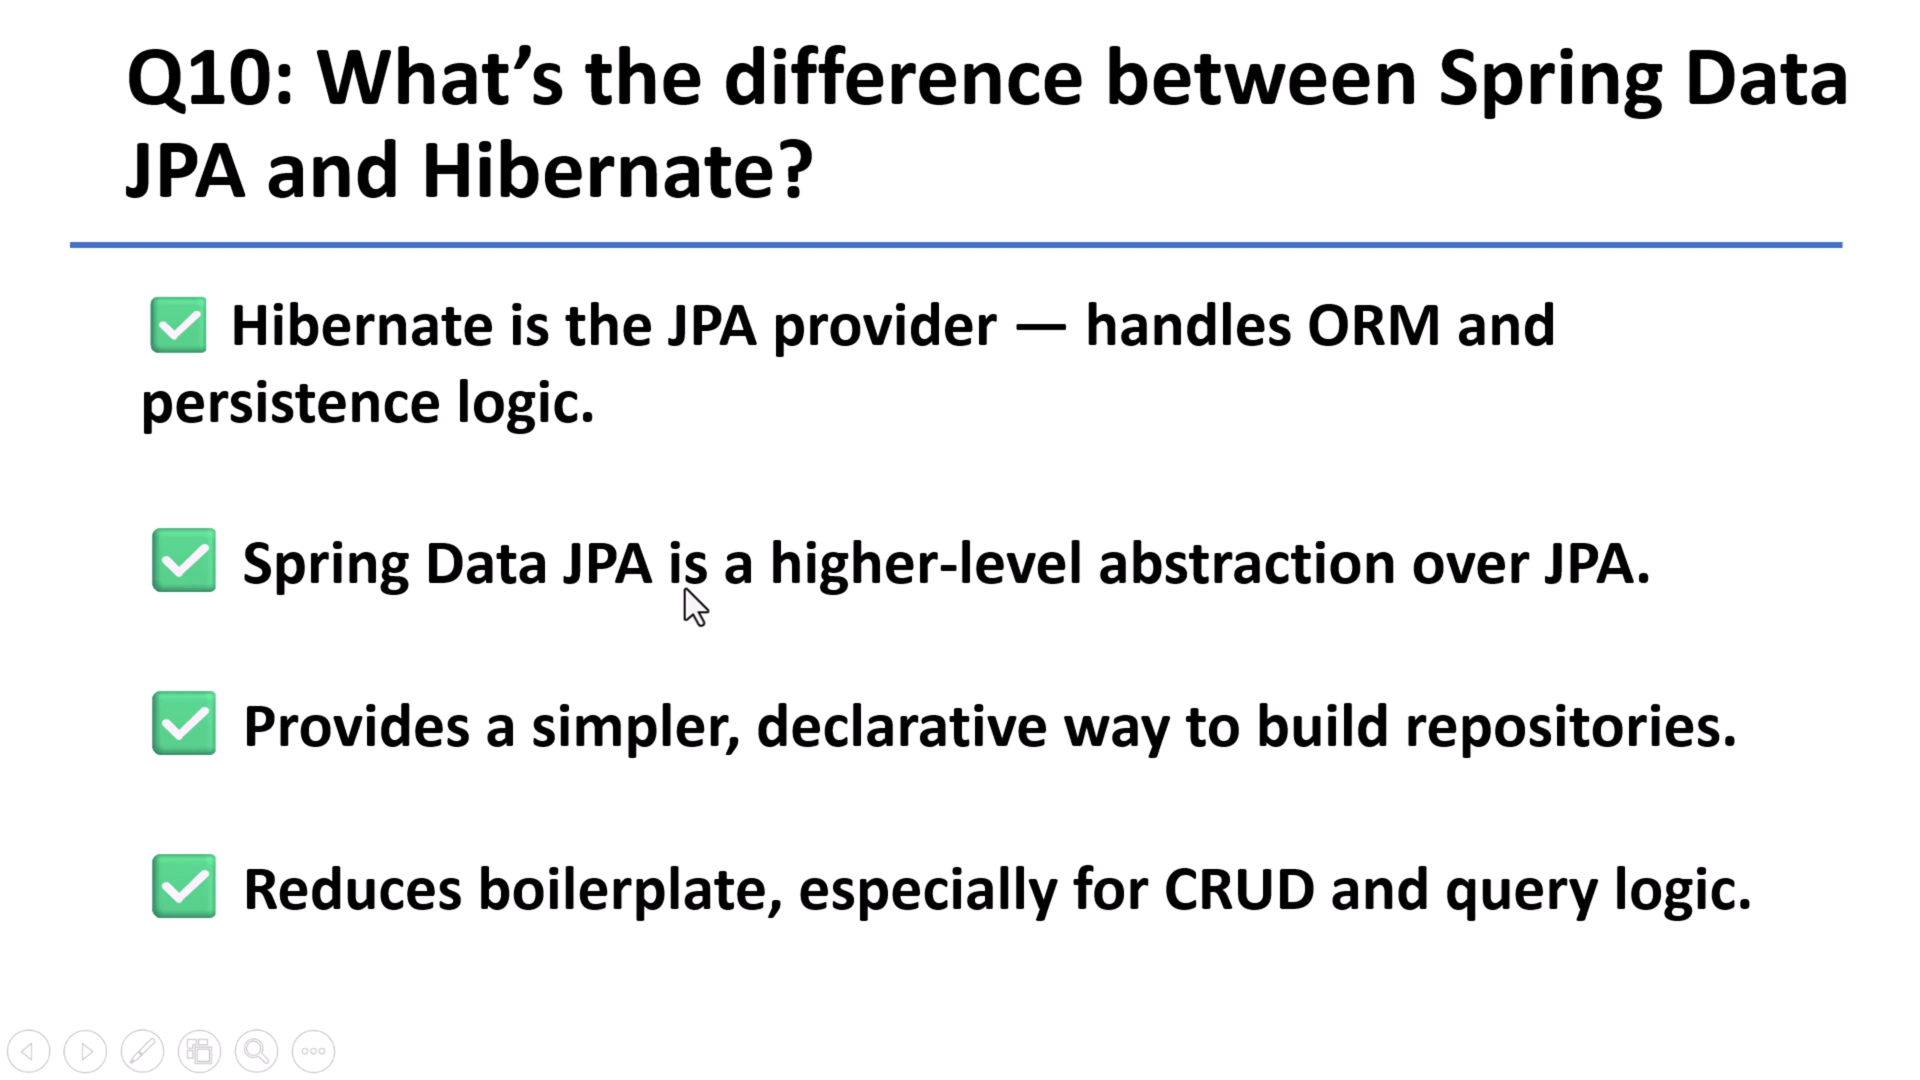 Q10: What’s the difference between Spring Data
JPA and Hibernate?
✅ Hibernate is the JPA provider — handles ORM and
persistence logic.
✅ Spring Data JPA is a higher-level abstraction over JPA.
✅ Provides a simpler, declarative way to build repositories.
✅ Reduces boilerplate, especially for CRUD and query logic.